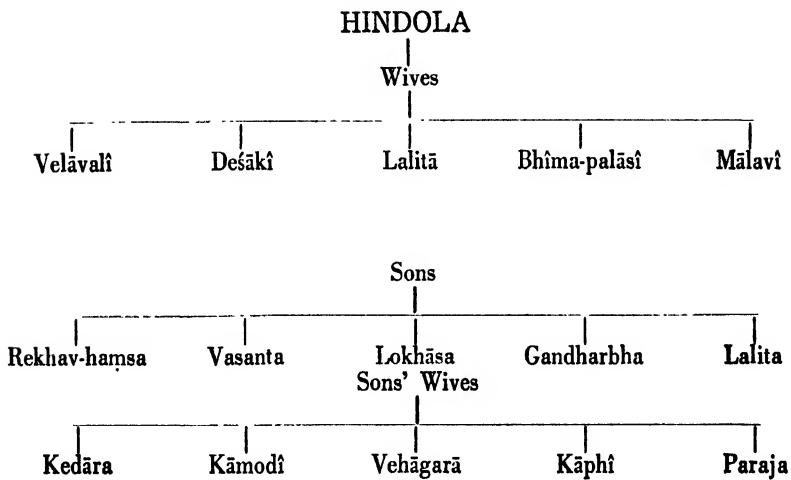 HINDOLA
Wives
Velāvalî Deśākî Lalitā Bhîma-palāsî Mālavî
Sons
Rekhav-haṃsa Vasanta Lokhāsa Gandharbha Lalita
Sons' Wives
Kedāra Kāmodî Vehāgarā Kāphî Paraja